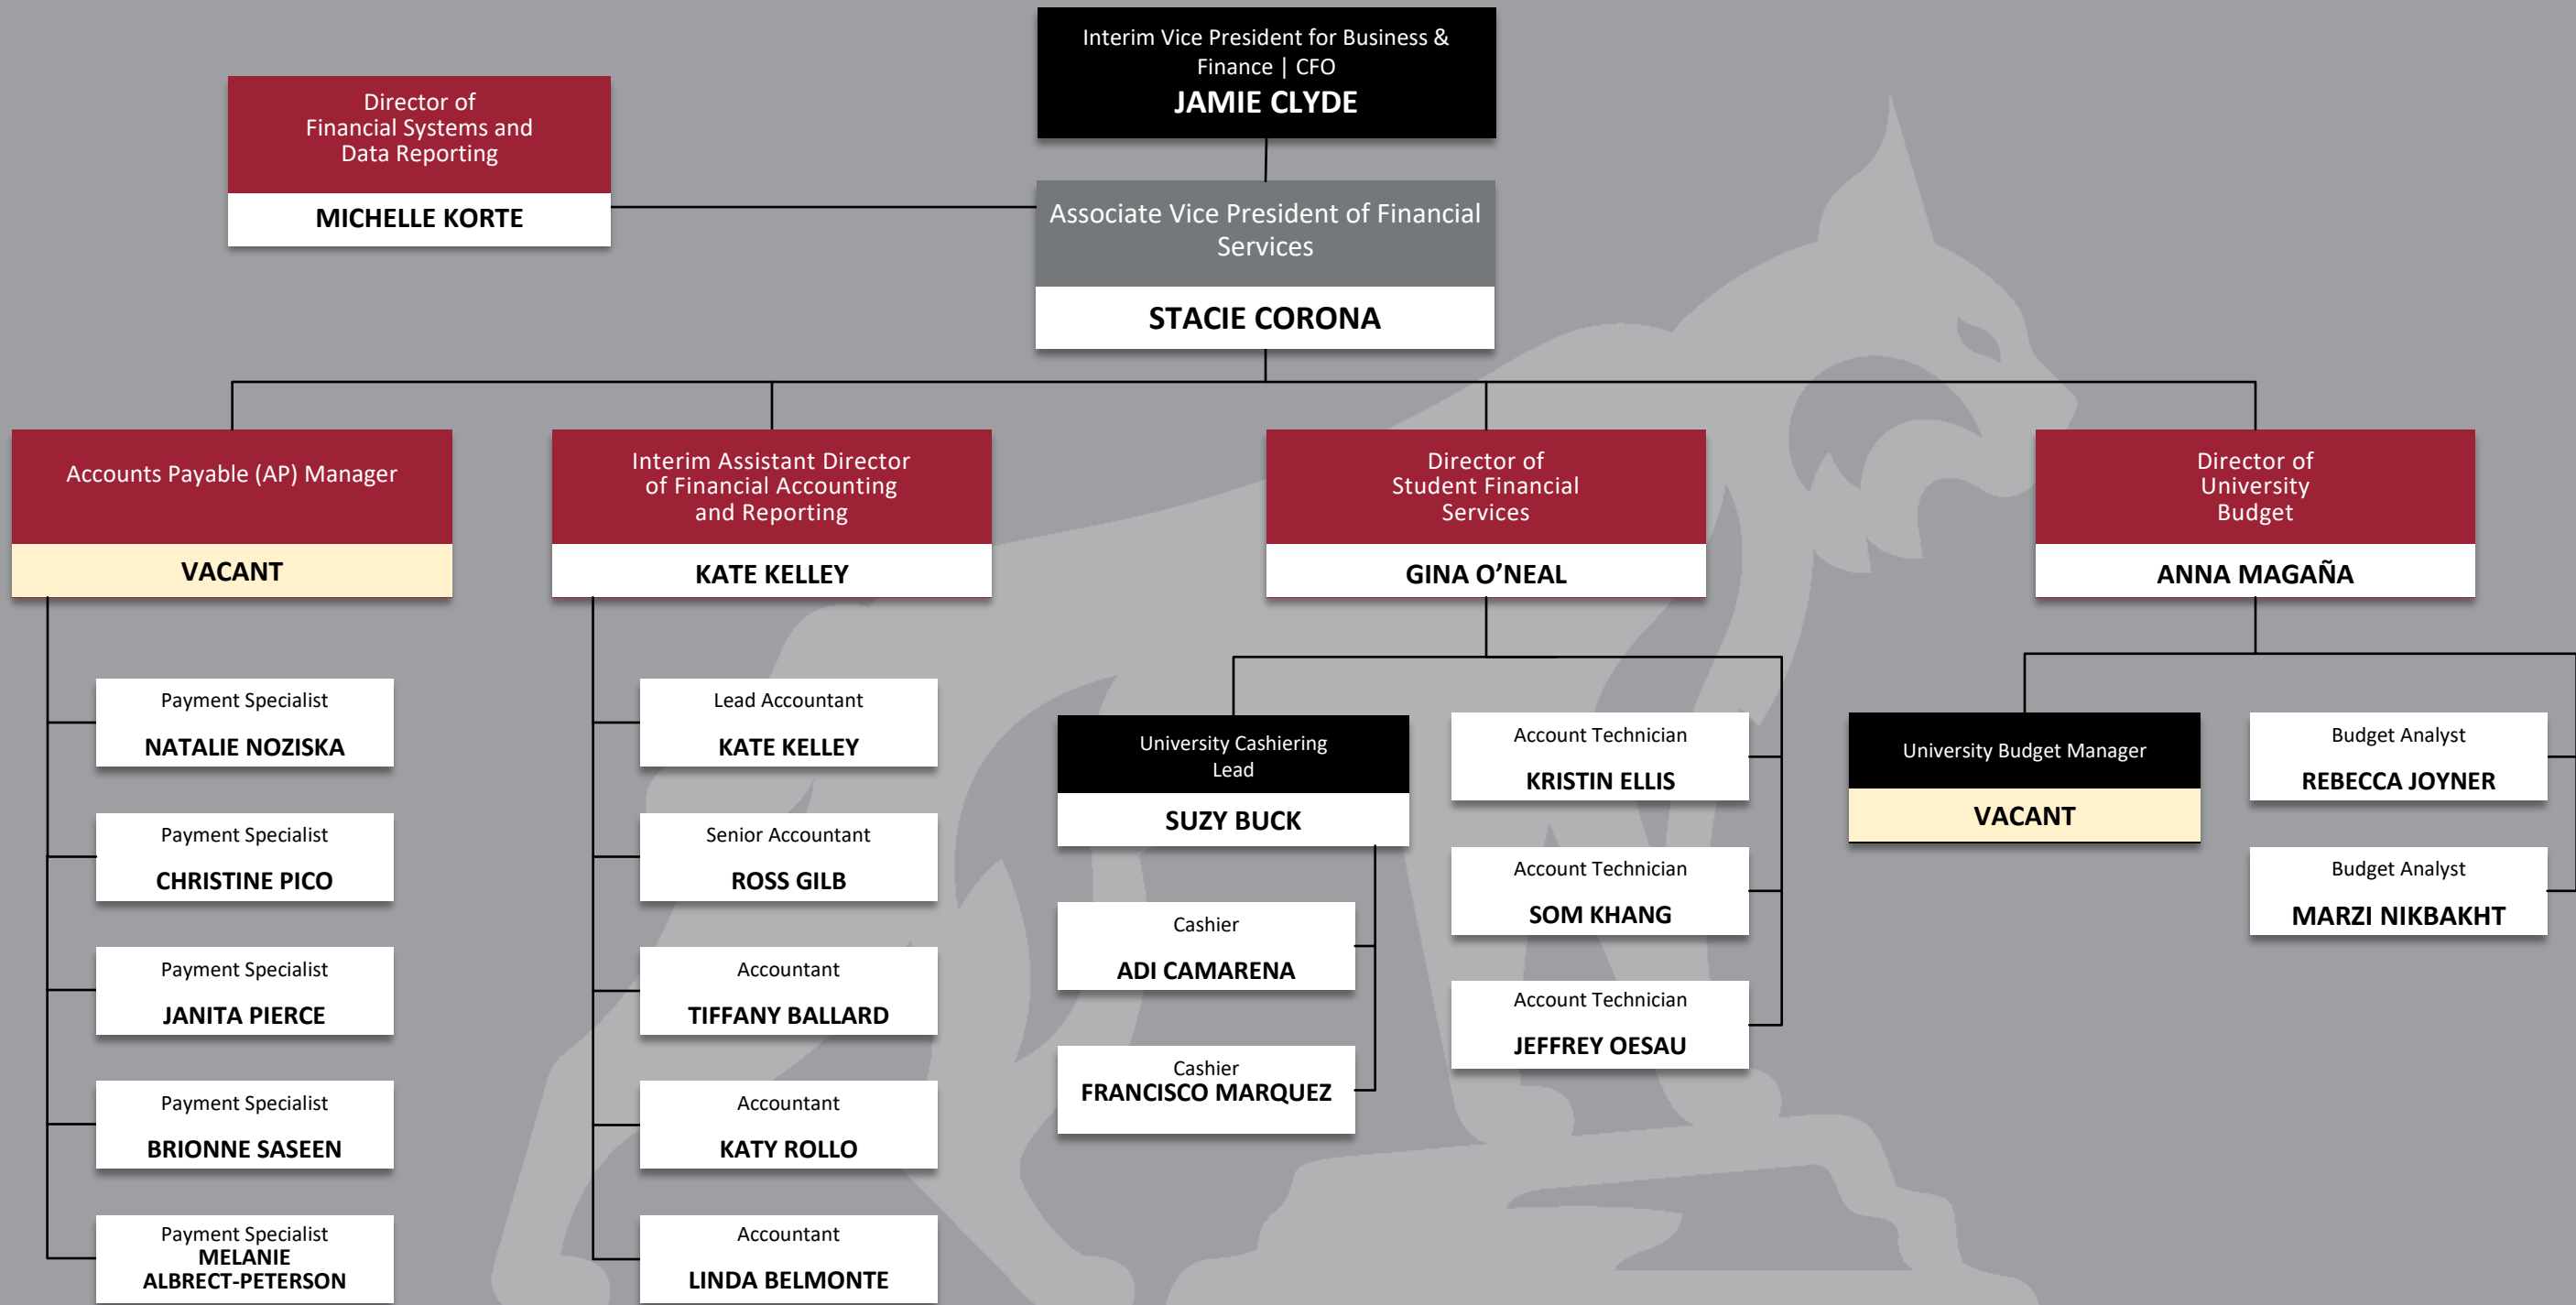 Interim Vice President for Business &
Finance | CFO
JAMIE CLYDE
Director of
Financial Systems and
Data Reporting
MICHELLE KORTE
Associate Vice President of Financial
Services
STACIE CORONA
Accounts Payable (AP) Manager
VACANT
Interim Assistant Director
of Financial Accounting
and Reporting
KATE KELLEY
Director of
Student Financial
Services
GINA O’NEAL
Director of
University
Budget
ANNA MAGAÑA
Payment Specialist
NATALIE NOZISKA
Payment Specialist
CHRISTINE PICO
Payment Specialist
JANITA PIERCE
Payment Specialist
BRIONNE SASEEN
Payment Specialist
MELANIE
ALBRECT-PETERSON
Lead Accountant
KATE KELLEY
Senior Accountant
ROSS GILB
Accountant
TIFFANY BALLARD
Accountant
KATY ROLLO
Accountant
LINDA BELMONTE
University Cashiering
Lead
SUZY BUCK
Cashier
ADI CAMARENA
Cashier
FRANCISCO MARQUEZ
Account Technician
KRISTIN ELLIS
Account Technician
SOM KHANG
Account Technician
JEFFREY OESAU
University Budget Manager
VACANT
Budget Analyst
REBECCA JOYNER
Budget Analyst
MARZI NIKBAKHT